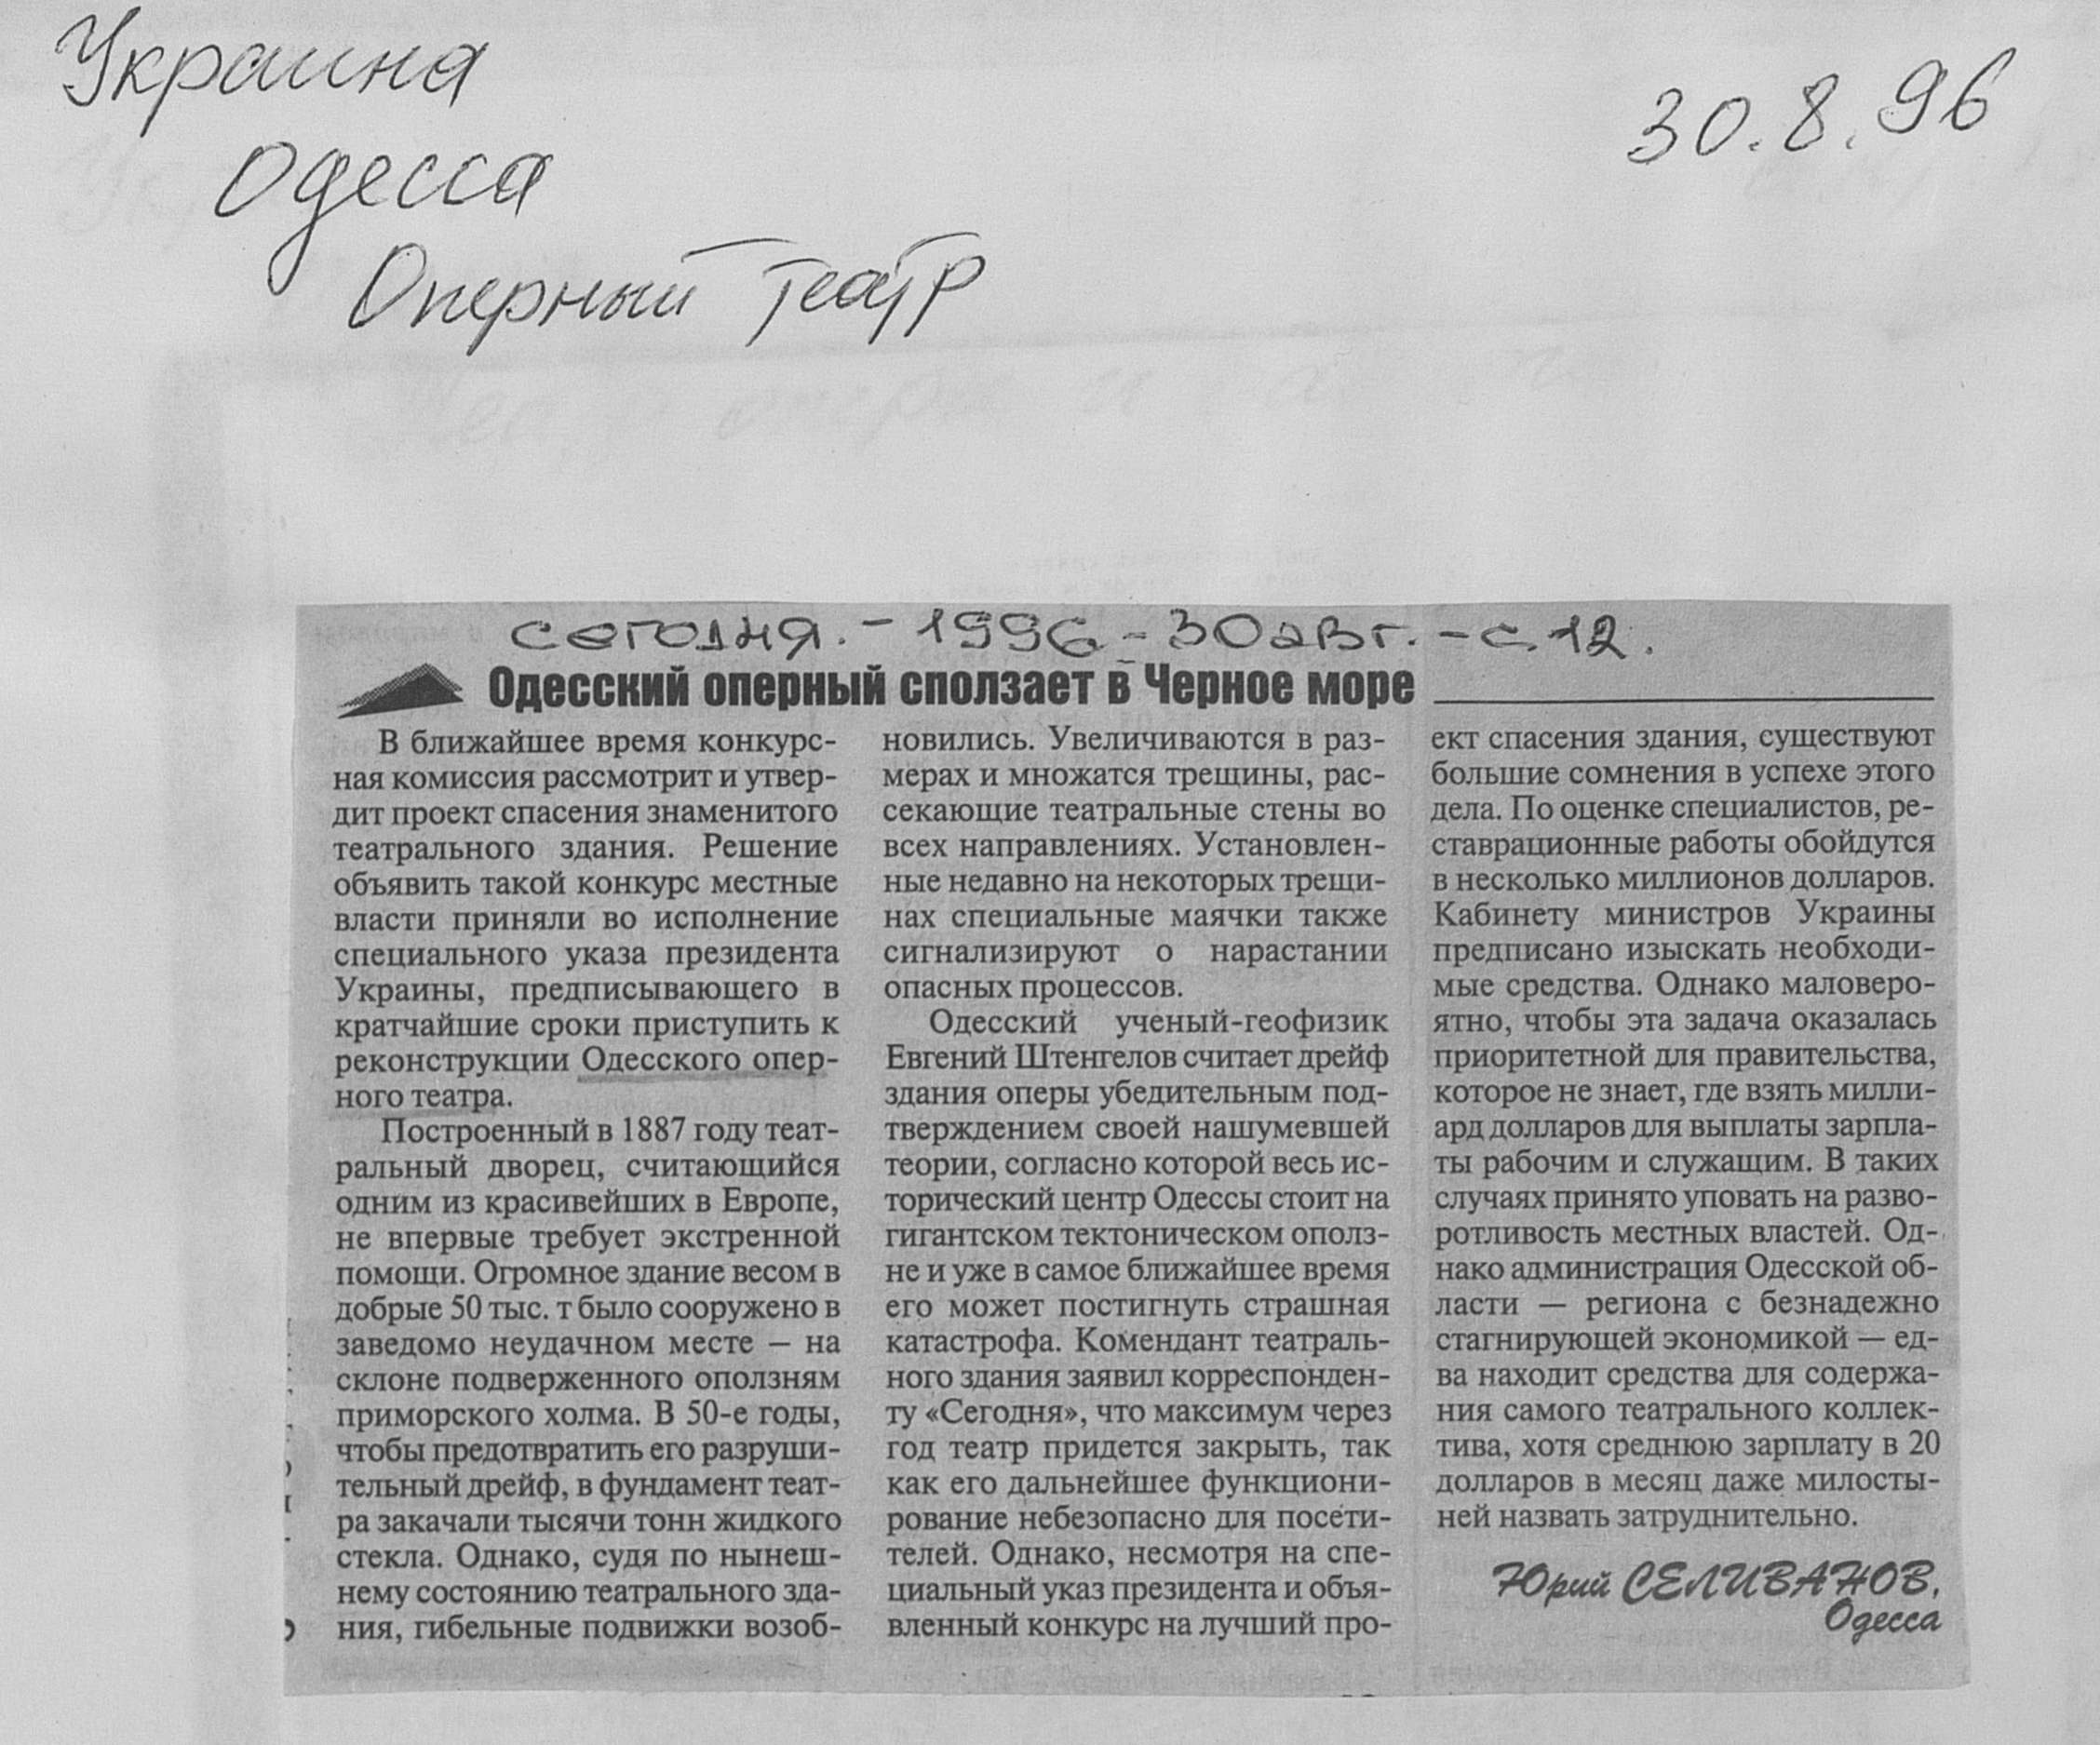 Украина
Одесса
Оперный театр
30.8.96
сегодня. - 1996 - 30 авг. - с. 12.
Одесский оперный сползает в Черное море
В ближайшее время конкурс-
ная комиссия рассмотрит и утвер-
дит проект спасения знаменитого
театрального здания. Решение
объявить такой конкурс местные
власти приняли во исполнение
специального указа президента
Украины, предписывающего в
кратчайшие сроки приступить к
реконструкции Одесского опер-
ного театра.
Построенный в 1887 году теат-
ральный дворец, считающийся
одним из красивейших в Европе,
не впервые требует экстренной
помощи. Огромное здание весом в
добрые 50 тыс. т было сооружено в
заведомо неудачном месте – на
склоне подверженного оползням
приморского холма. В 50-е годы,
чтобы предотвратить его разруши-
тельный дрейф, в фундамент теат-
ра закачали тысячи тонн жидкого
стекла. Однако, судя по нынеш-
нему состоянию театрального зда-
ния, гибельные подвижки возоб-
новились. Увеличиваются в раз-
мерах и множатся трещины, рас-
секающие театральные стены во
всех направлениях. Установлен-
ные недавно на некоторых трещи-
нах специальные маячки также
сигнализируют о нарастании
опасных процессов.
Одесский ученый-геофизик
Евгений Штенгелов считает дрейф
здания оперы убедительным под-
тверждением своей нашумевшей
теории, согласно которой весь ис-
торический центр Одессы стоит на
гигантском тектоническом ополз-
не и уже в самое ближайшее время
его может постигнуть страшная
катастрофа. Комендант театраль-
ного здания заявил корреспонден-
ту «Сегодня», что максимум через
год театр придется закрыть, так
как его дальнейшее функциони-
рование небезопасно для посети-
телей. Однако, несмотря на спе-
циальный указ президента и объя-
вленный конкурс на лучший про-
ект спасения здания, существуют
большие сомнения в успехе этого
дела. По оценке специалистов, ре-
ставрационные работы обойдутся
в несколько миллионов долларов.
Кабинету министров Украины
предписано изыскать необходи-
мые средства. Однако маловеро-
ятно, чтобы эта задача оказалась
приоритетной для правительства,
которое не знает, где взять милли-
ард долларов для выплаты зарпла-
ты рабочим и служащим. В таких
случаях принято уповать на разво-
ротливость местных властей. Од-
нако администрация Одесской об-
ласти — региона с безнадежно
стагнирующей экономикой — ед-
ва находит средства для содержа-
ния самого театрального коллек-
тива, хотя среднюю зарплату в 20
долларов в месяц даже милосты-
ней назвать затруднительно.
Юрий СЕЛИВАНОВ,
Одесса